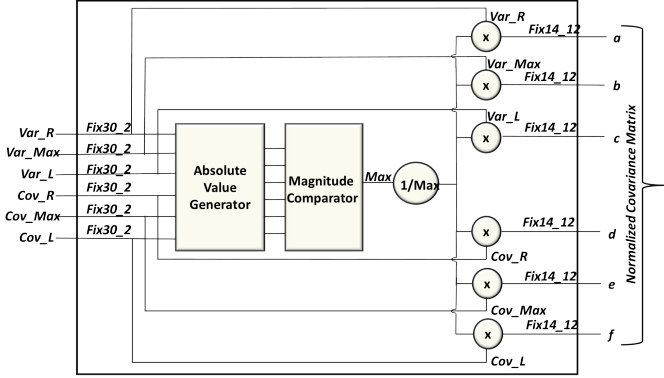 Var_R
Fix14_12
a
Var_Max
Fix14_12
b
Var_L
Fix14_12
c
x
x
x
Var_R Fix30_2
Var_Max Fix30_2
Var_L Fix30_2
Cov_R Fix30_2
Cov_Max Fix30_2
Cov_L Fix30_2
Absolute
Value
Generator
Magnitude
Comparator
Max
1/Max
x
Fix14_12
d
Cov_R
x
Fix14_12
e
Cov_Max
x
Fix14_12
f
Cov_L
Normalized Covariance Matrix